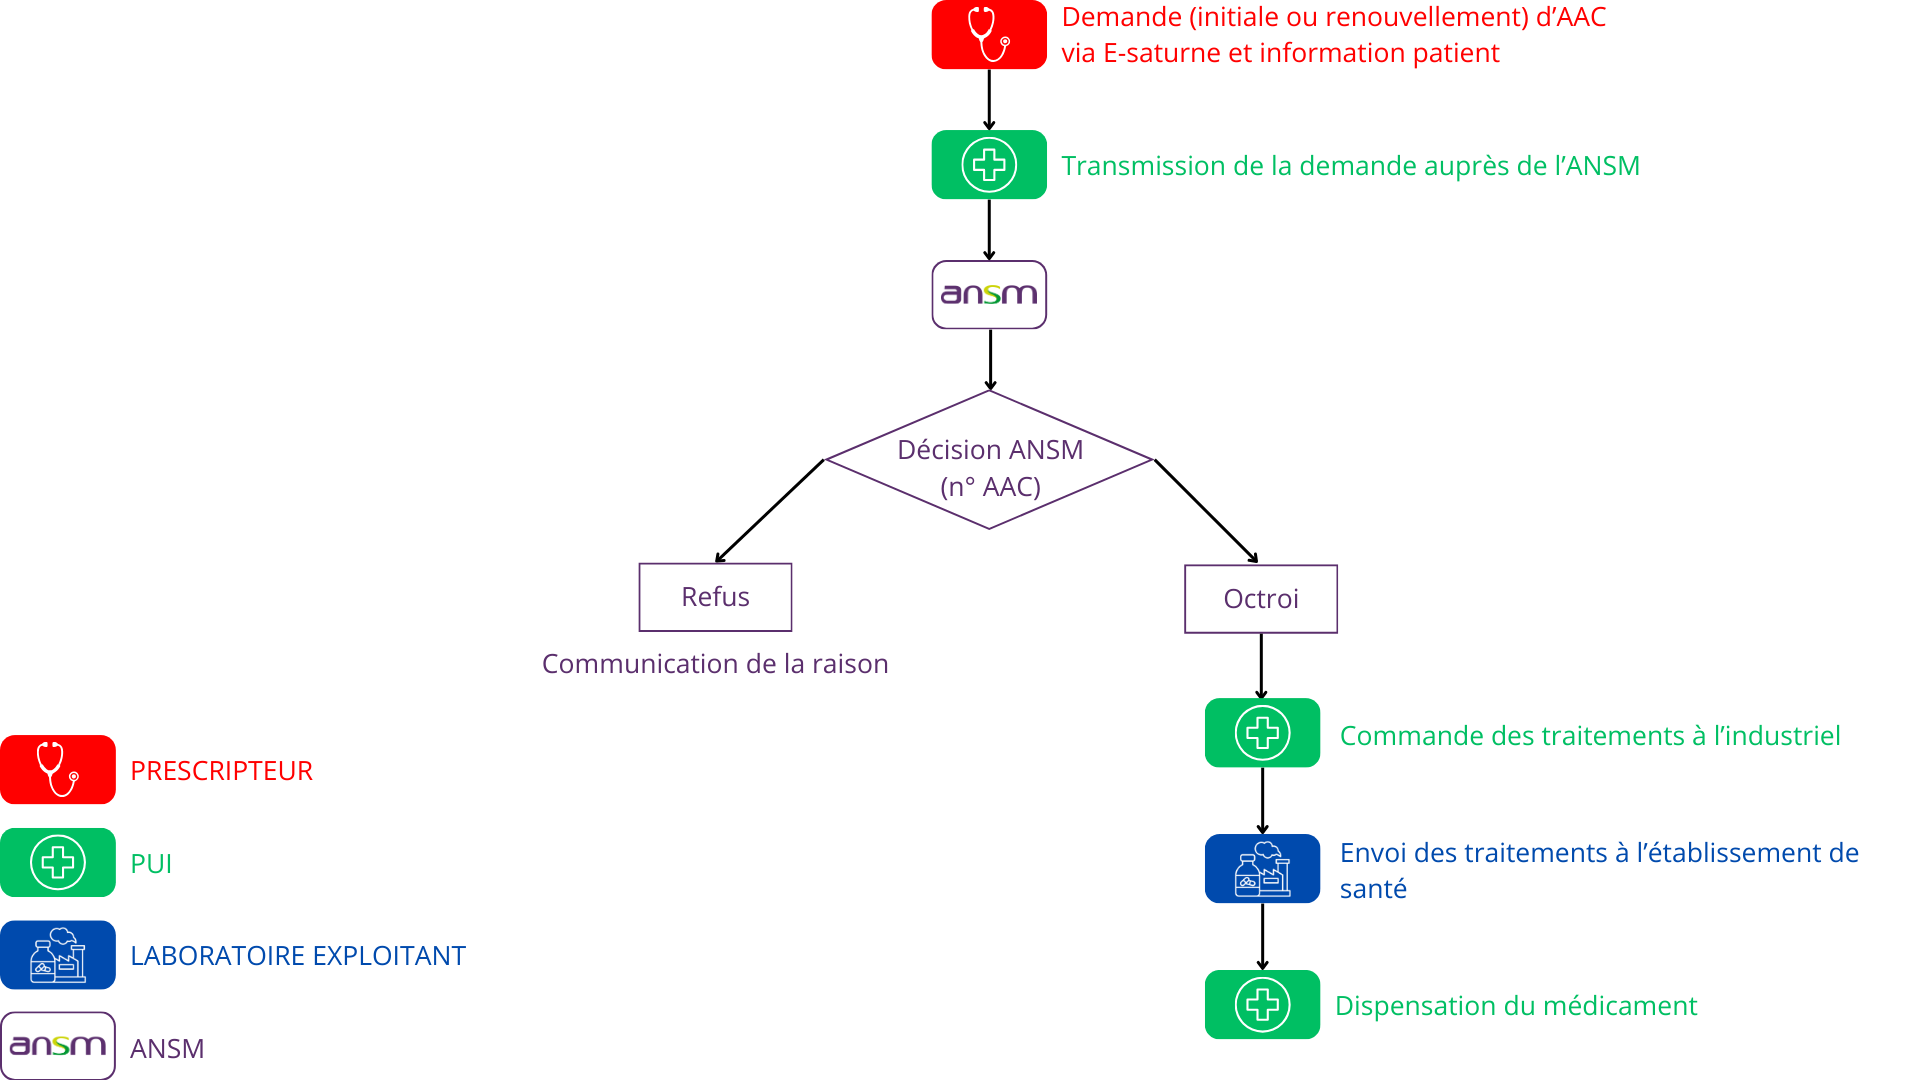 Demande (initiale ou renouvellement) d’AAC
via E-saturne et information patient
Transmission de la demande auprès de l’ANSM
ansm
Décision ANSM
(n° AAC)
Refus
Octroi
Communication de la raison
Commande des traitements à l’industriel
Envoi des traitements à l’établissement de
santé
Dispensation du médicament
PRESCRIPTEUR
PUI
LABORATOIRE EXPLOITANT
ansm
ANSM